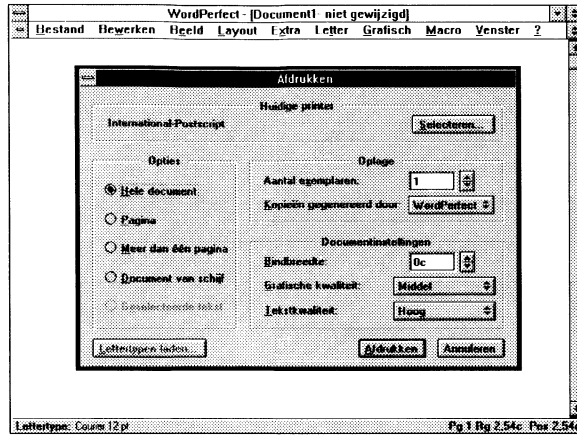 WordPerfect - [Document1 - niet gewijzigd]
Bestand Bewerken Beeld Layout Extra Letter Grafisch Macro Venster ?
Afdrukken
Huidige printer
International-Postscript
Selecteren...
Opties
Hele document
Pagina
Meer dan één pagina
Document van schijf
Geselecteerde tekst
Oplage
Aantal exemplaren:
1
Kopieën gegenereerd door
WordPerfect
Documentinstellingen
Bindbreedte:
0c
Grafische kwaliteit:
Middel
Tekstkwaliteit:
Hoog
Lettertypen laden...
Afdrukken
Annuleren
Lettertype: Courier 12 pt
Pg 1 Rg 2,54c Pos 2,54c